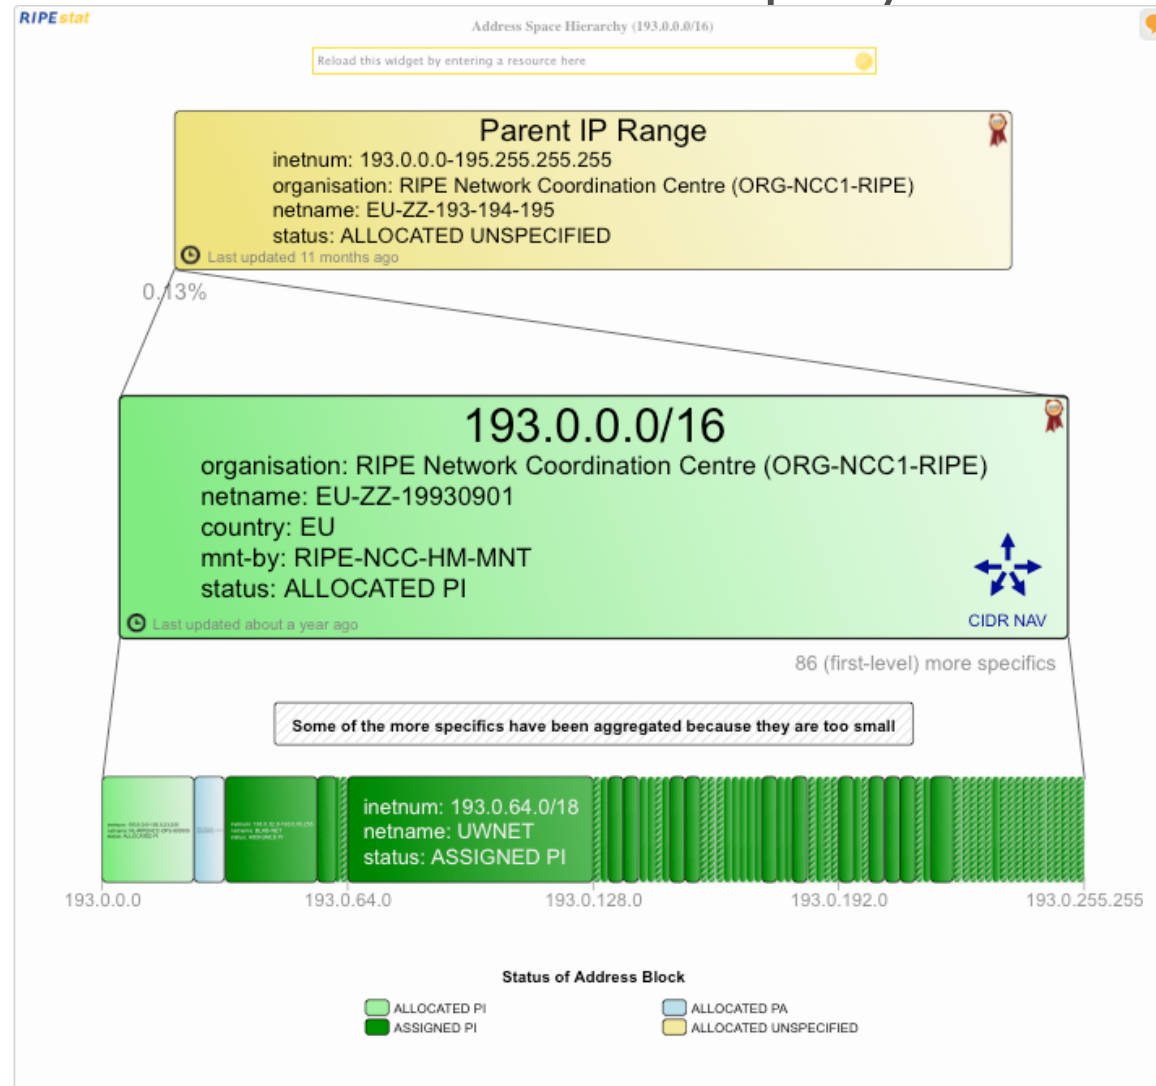 RIPEstat
Address Space Hierarchy (193.0.0.0/16)
Reload this widget by entering a resource here
Parent IP Range
inetnum: 193.0.0.0-195.255.255.255
organisation: RIPE Network Coordination Centre (ORG-NCC1-RIPE)
netname: EU-ZZ-193-194-195
status: ALLOCATED UNSPECIFIED
Last updated 11 months ago
0.13%
193.0.0.0/16
organisation: RIPE Network Coordination Centre (ORG-NCC1-RIPE)
netname: EU-ZZ-19930901
country: EU
mnt-by: RIPE-NCC-HM-MNT
status: ALLOCATED PI
Last updated about a year ago
CIDR NAV
86 (first-level) more specifics
Some of the more specifics have been aggregated because they are too small
status: ALLOCATED PI
status: ASSIGNED PI
inetnum: 193.0.64.0/18
netname: UWNET
status: ASSIGNED PI
193.0.0.0
193.0.64.0
193.0.128.0
193.0.192.0
193.0.255.255
Status of Address Block
ALLOCATED PI
ALLOCATED PA
ASSIGNED PI
ALLOCATED UNSPECIFIED